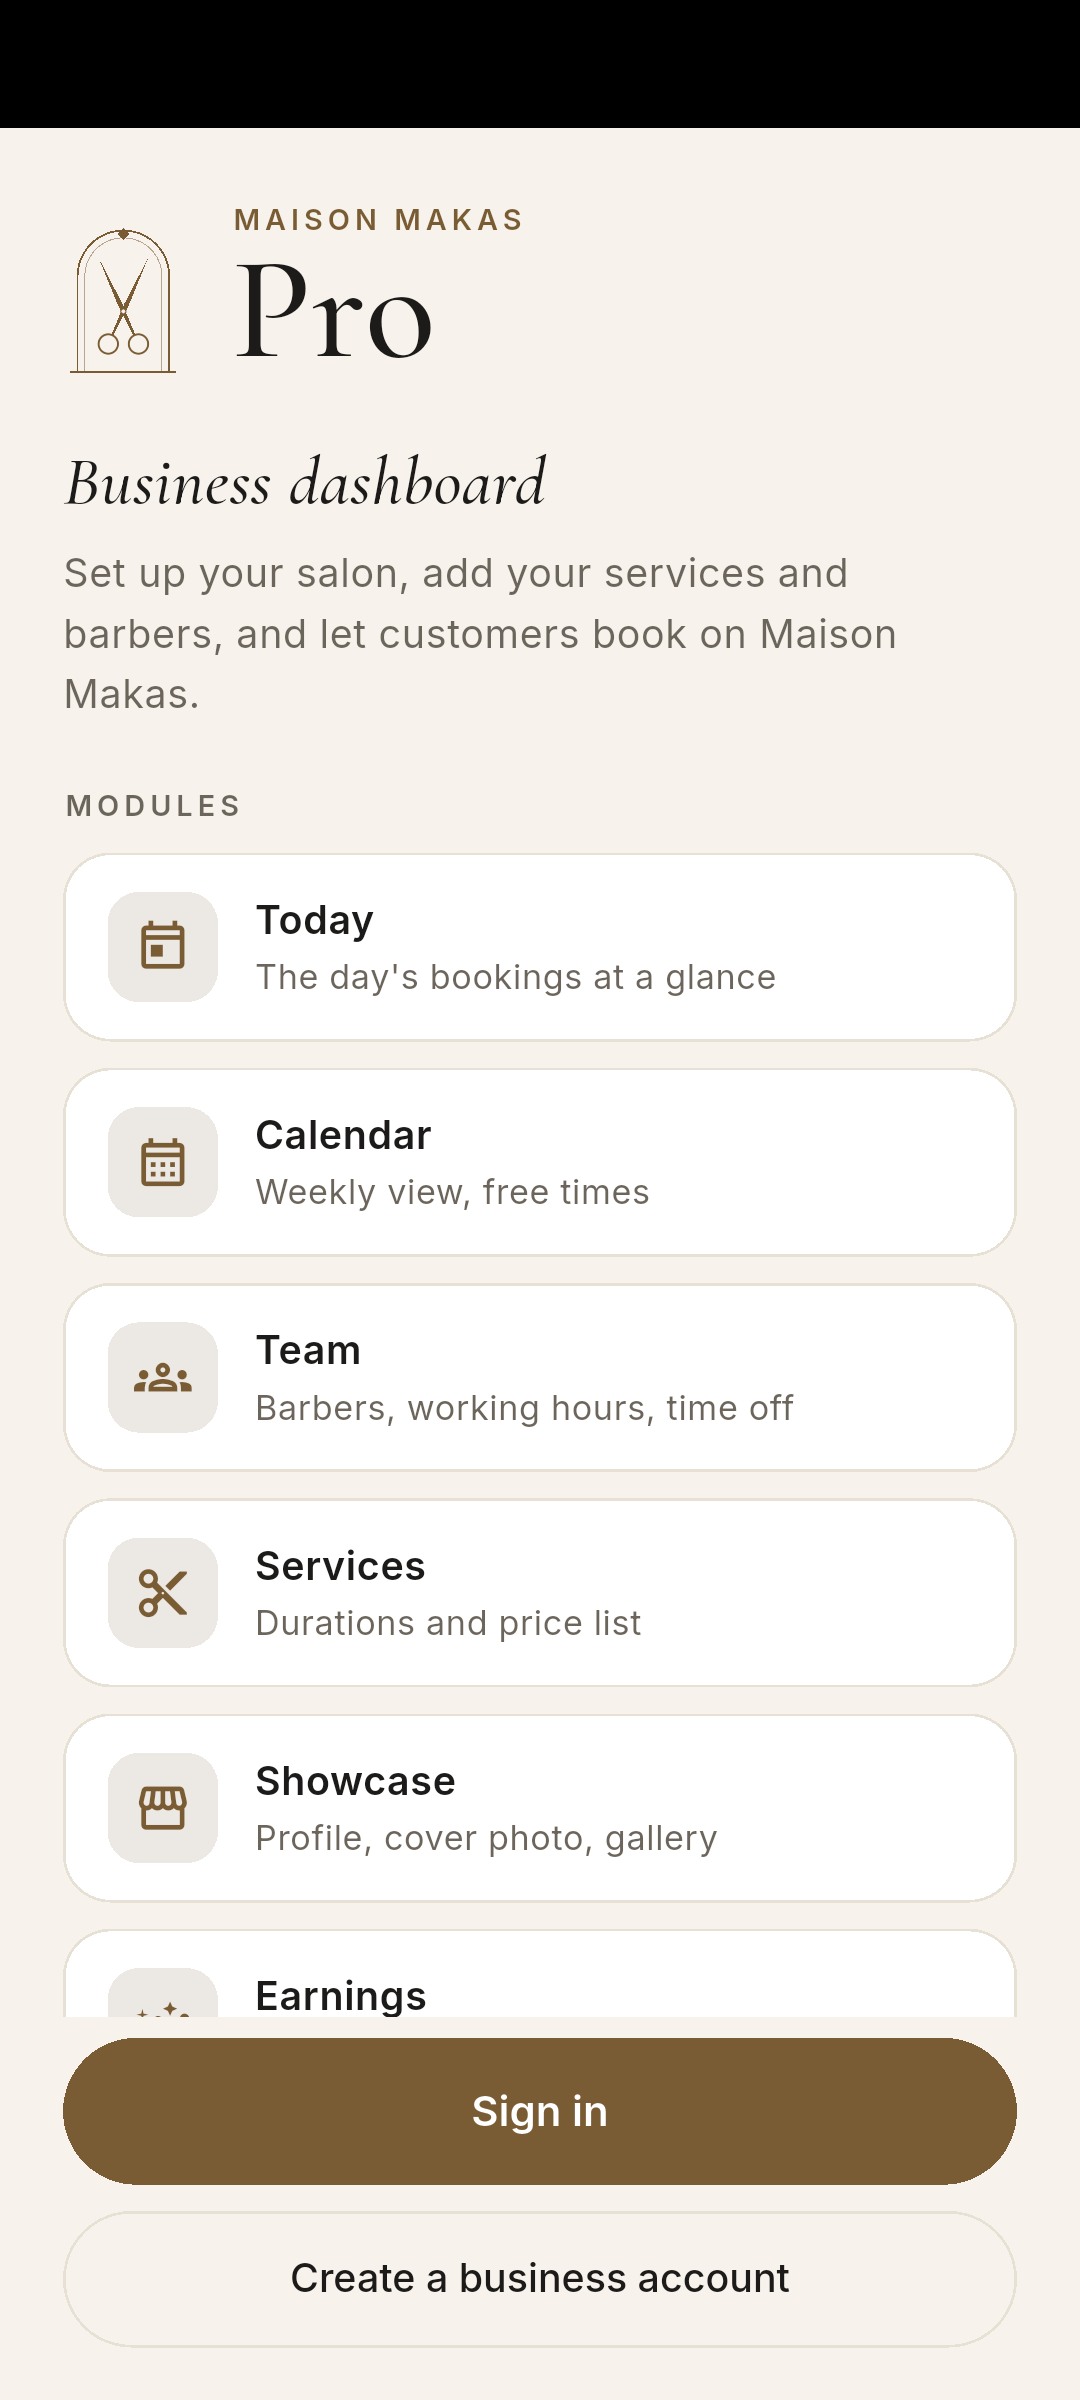 MAISON MAKAS
Pro
Business dashboard
Set up your salon, add your services and
barbers, and let customers book on Maison
Makas.
MODULES
Today
The day's bookings at a glance
Calendar
Weekly view, free times
Team
Barbers, working hours, time off
Services
Durations and price list
Showcase
Profile, cover photo, gallery
Earnings
Sign in
Create a business account